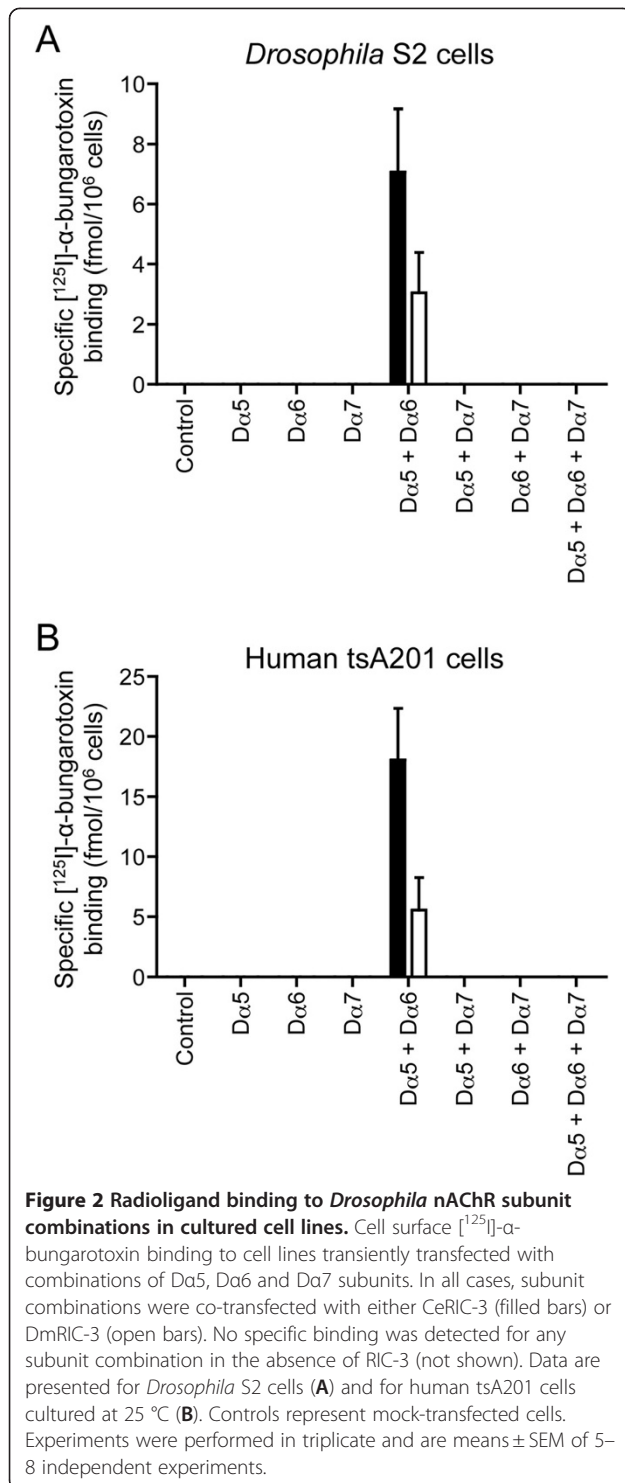 A
Drosophila S2 cells
Specific [¹²⁵I]-α-bungarotoxin
binding (fmol/10⁶ cells)
10
8
6
4
2
0
Control
Dα5
Dα6
Dα7
Dα5 + Dα6
Dα5 + Dα7
Dα6 + Dα7
Dα5 + Dα6 + Dα7
B
Human tsA201 cells
Specific [¹²⁵I]-α-bungarotoxin
binding (fmol/10⁶ cells)
25
20
15
10
5
0
Control
Dα5
Dα6
Dα7
Dα5 + Dα6
Dα5 + Dα7
Dα6 + Dα7
Dα5 + Dα6 + Dα7
Figure 2 Radioligand binding to Drosophila nAChR subunit
combinations in cultured cell lines. Cell surface [¹²⁵I]-α-
bungarotoxin binding to cell lines transiently transfected with
combinations of Dα5, Dα6 and Dα7 subunits. In all cases, subunit
combinations were co-transfected with either CeRIC-3 (filled bars) or
DmRIC-3 (open bars). No specific binding was detected for any
subunit combination in the absence of RIC-3 (not shown). Data are
presented for Drosophila S2 cells (A) and for human tsA201 cells
cultured at 25 °C (B). Controls represent mock-transfected cells.
Experiments were performed in triplicate and are means ± SEM of 5–
8 independent experiments.